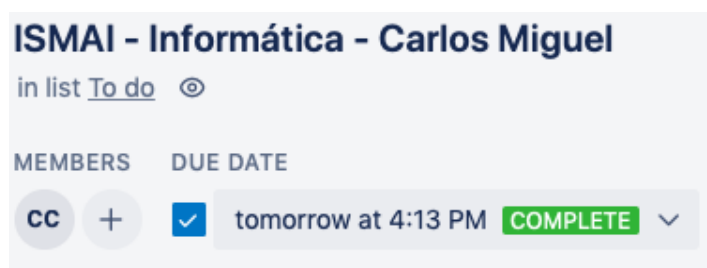 ISMAI - Informática - Carlos Miguel
in list To do
MEMBERS DUE DATE
CC + tomorrow at 4:13 PM COMPLETE